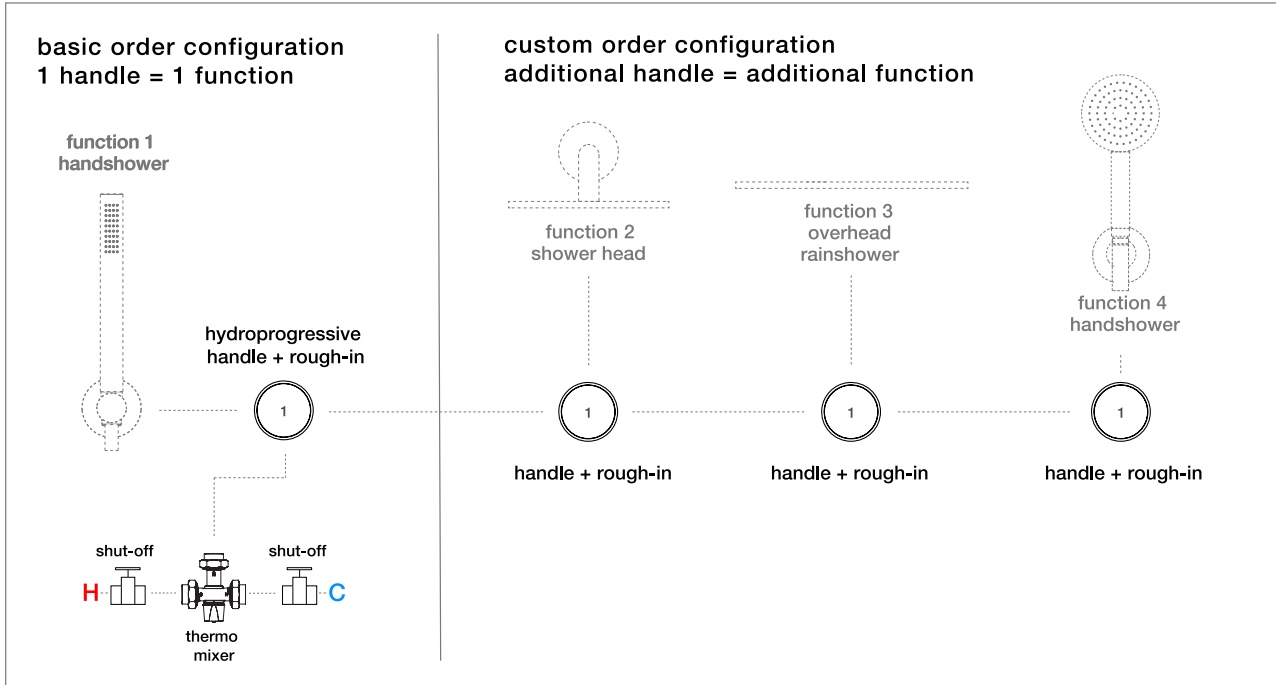 basic order configuration
1 handle = 1 function
function 1
handshower
hydroprogressive
handle + rough-in
1
shut-off
shut-off
H
C
thermo
mixer
custom order configuration
additional handle = additional function
function 2
shower head
function 3
overhead
rainshower
function 4
handshower
1
1
1
handle + rough-in
handle + rough-in
handle + rough-in